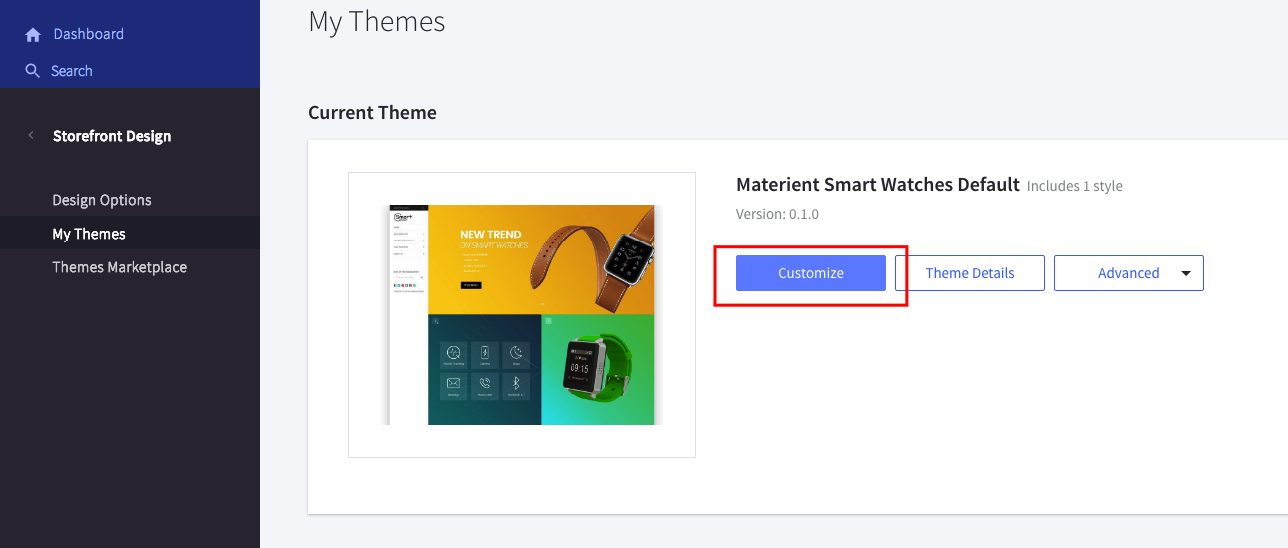 Dashboard
Search
Storefront Design
Design Options
My Themes
Themes Marketplace
My Themes
Current Theme
Smart
NEW TREND
ON SMART WATCHES
09:15
Materient Smart Watches Default Includes 1 style
Version: 0.1.0
Customize Theme Details Advanced